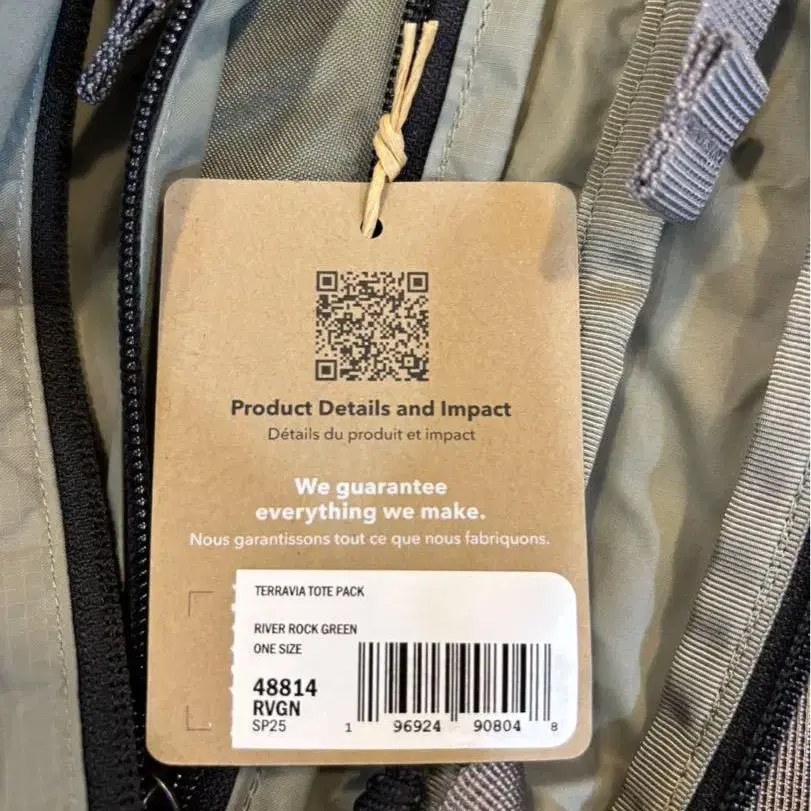 Product Details and Impact
Détails du produit et impact
We guarantee
everything we make.
Nous garantissons tout ce que nous fabriquons.
TERRAVIA TOTE PACK
RIVER ROCK GREEN
ONE SIZE
48814
RVGN
SP25
1 96924 90804 8